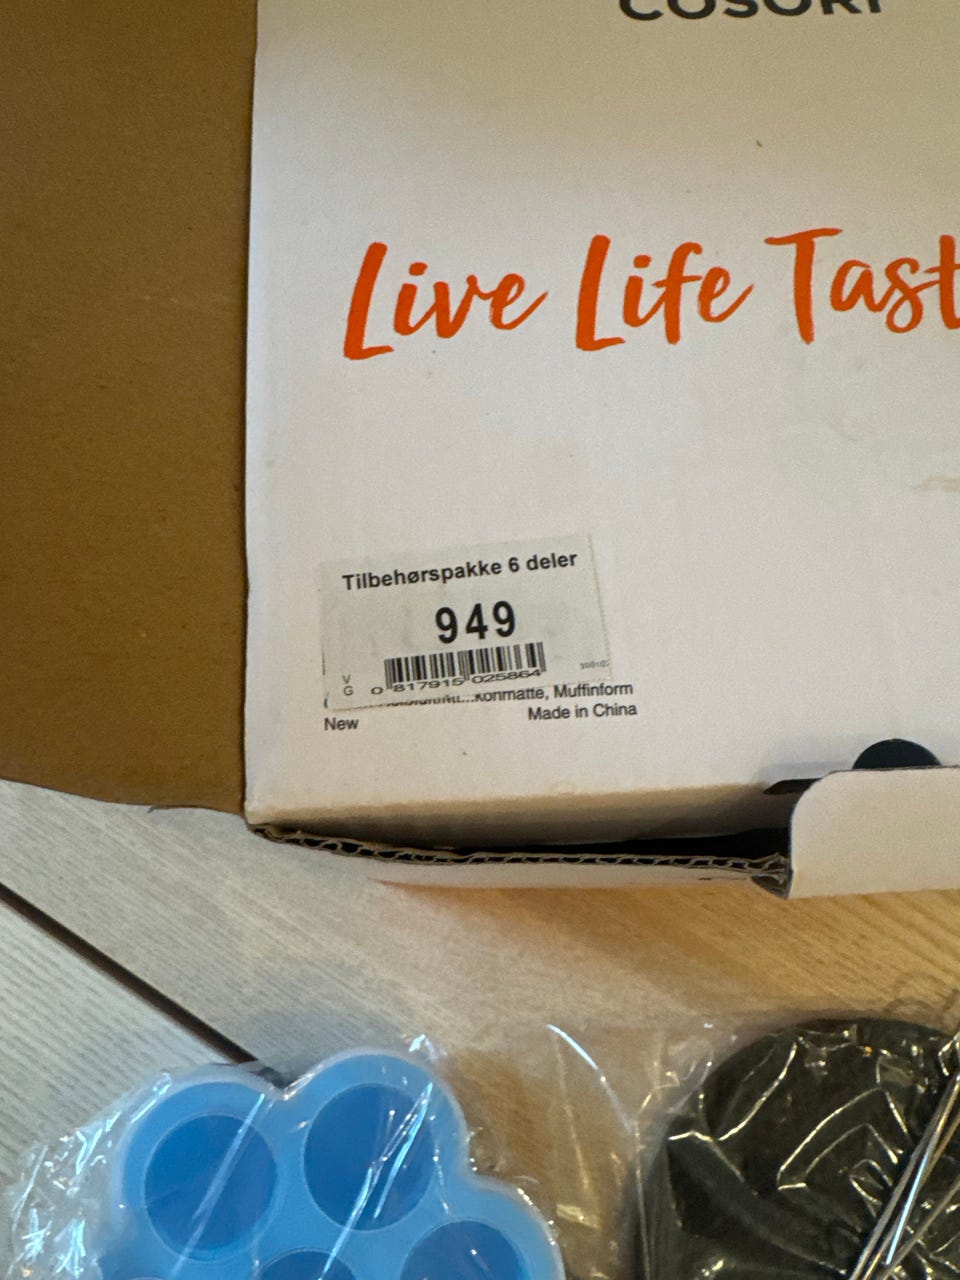 COSORI
Live Life Tast
Tilbehørspakke 6 deler
949
V
G
0 817915 025864
konmatte, Muffinform
New
Made in China